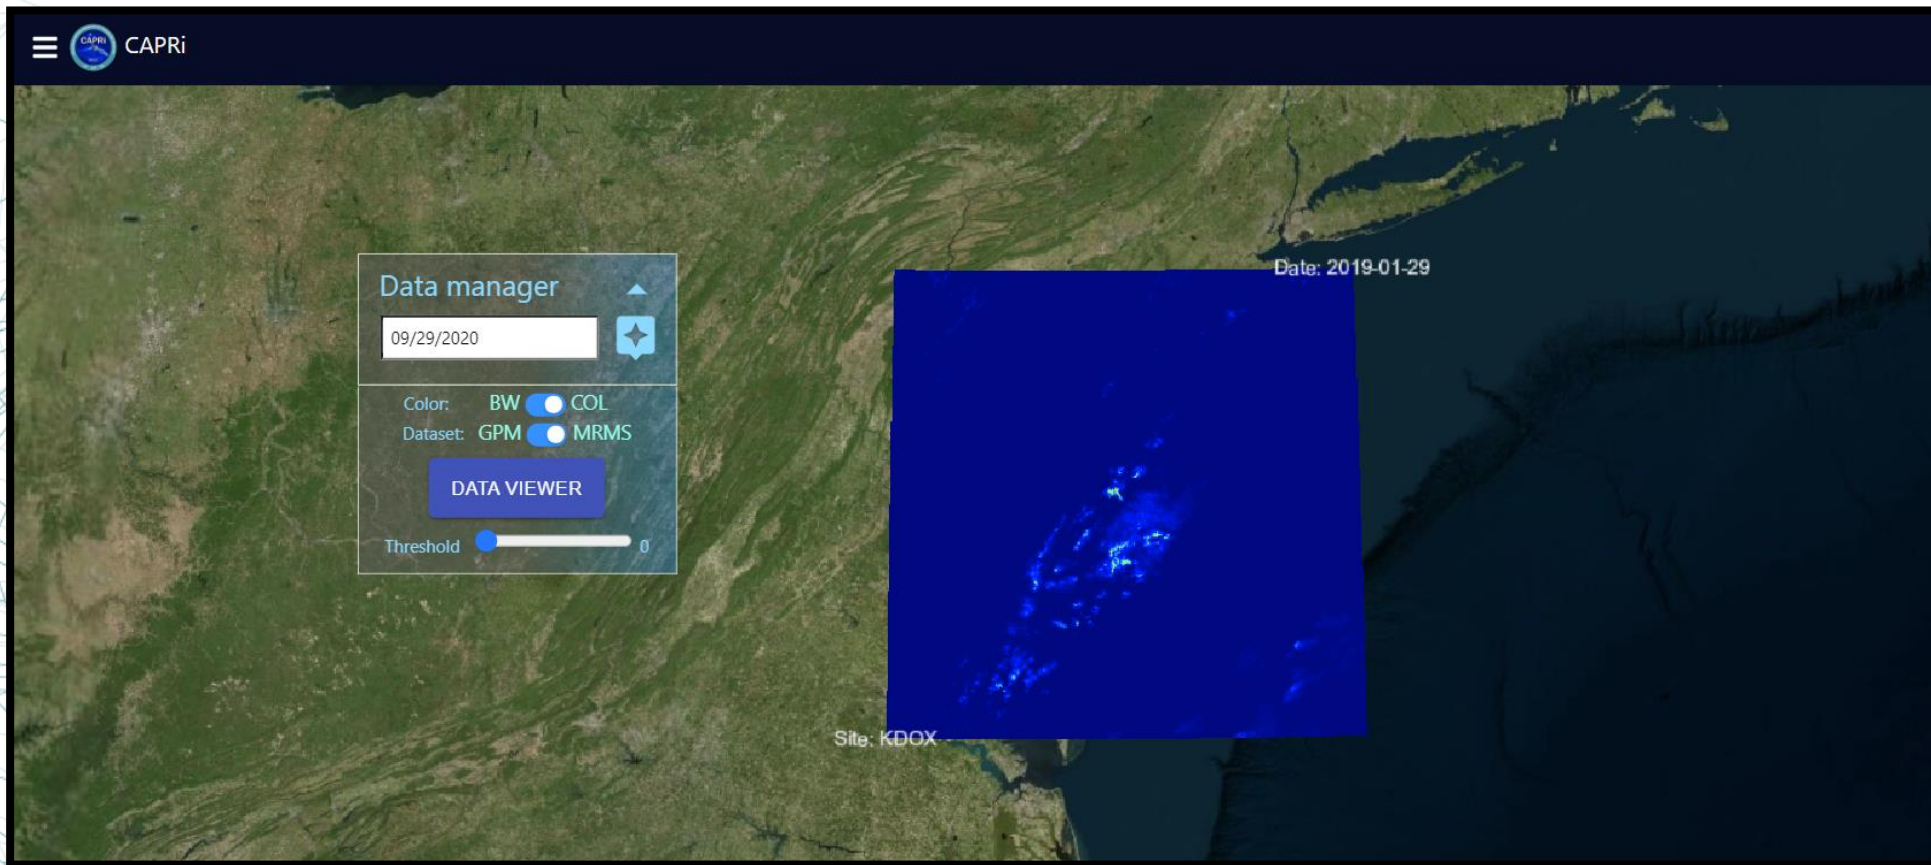 CAPRi
CAPRi
Date: 2019-01-29
Data manager
09/29/2020
Color: BW COL
Dataset: GPM MRMS
DATA VIEWER
Threshold 0
Site: KDOX